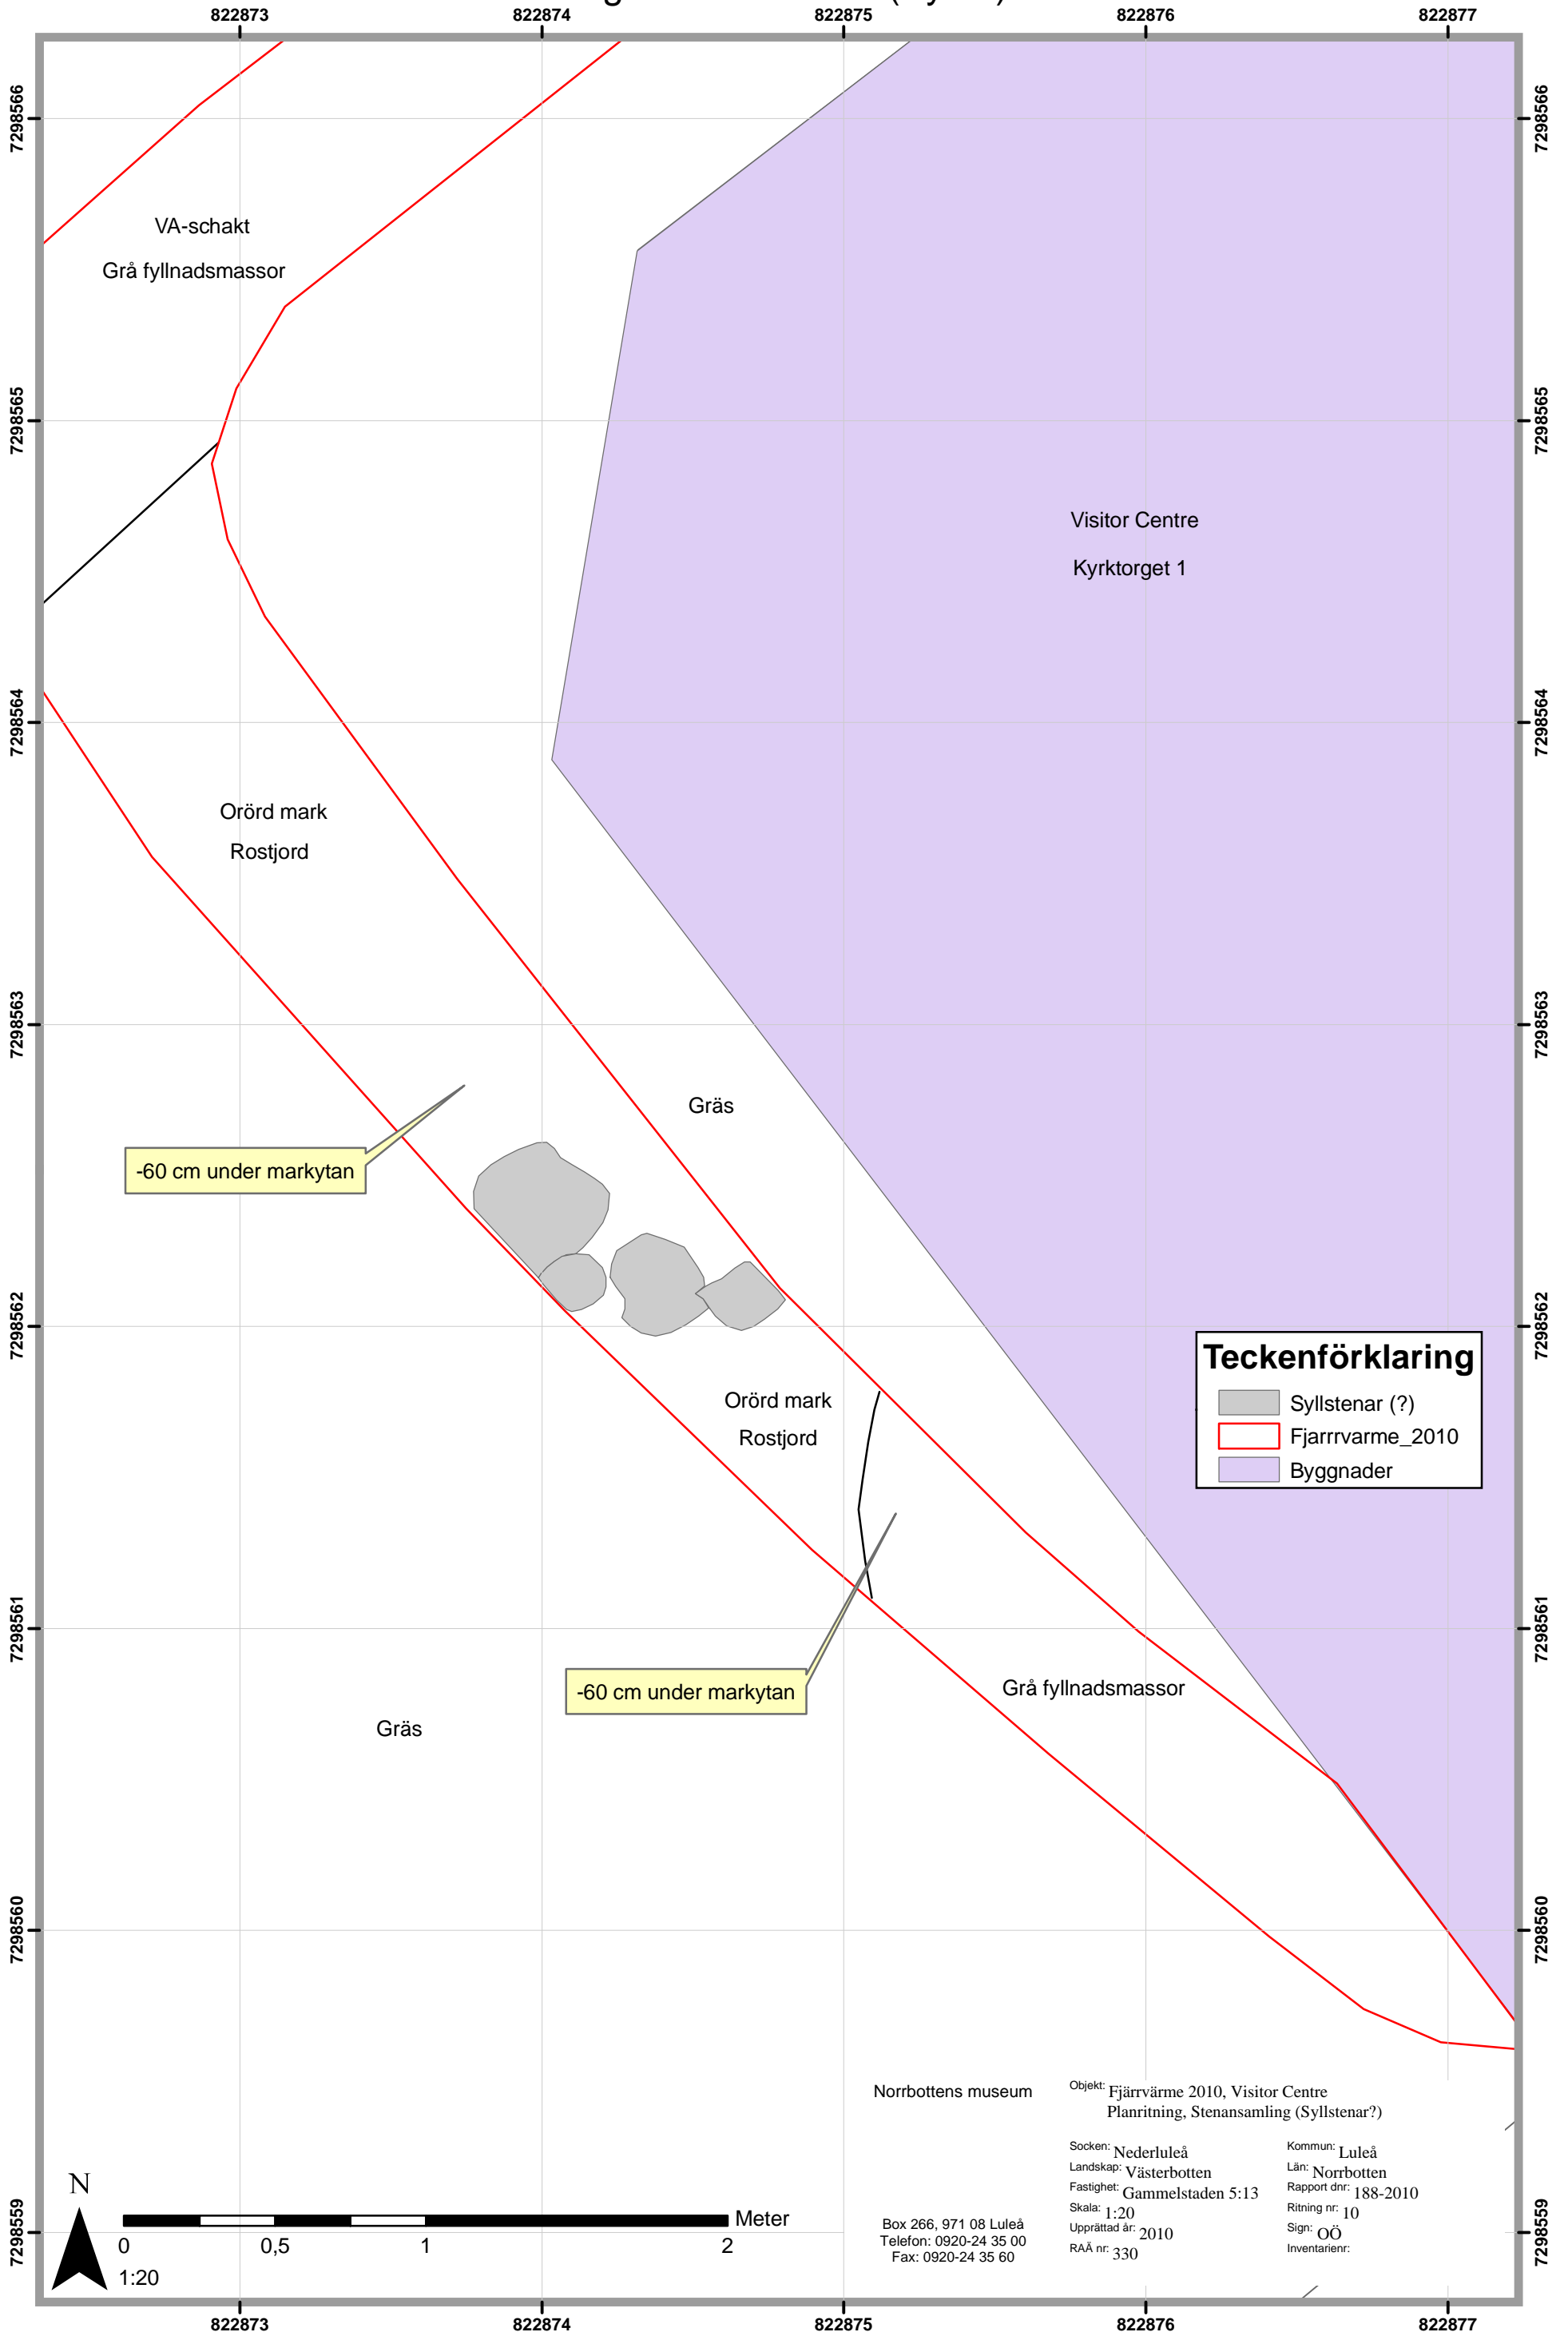 822873 822874 822875 822876 822877
7298566
7298566
VA-schakt
Grå fyllnadsmassor
7298565
7298565
Visitor Centre
Kyrktorget 1
7298564
7298564
Orörd mark
Rostjord
7298563
7298563
Gräs
-60 cm under markytan
7298562
7298562
Teckenförklaring
Syllstenar (?)
Fjarrrvarme_2010
Byggnader
Orörd mark
Rostjord
7298561
7298561
-60 cm under markytan
Grå fyllnadsmassor
Gräs
7298560
7298560
Norrbottens museum
Objekt: Fjärrvärme 2010, Visitor Centre
Planritning, Stenansamling (Syllstenar?)
Socken: Nederluleå
Kommun: Luleå
Landskap: Västerbotten
Län: Norrbotten
Fastighet: Gammelstaden 5:13
Rapport dnr: 188-2010
Skala: 1:20
Ritning nr: 10
Upprättad år: 2010
Sign: OÖ
RAÄ nr: 330
Inventarienr:
Box 266, 971 08 Luleå
Telefon: 0920-24 35 00
Fax: 0920-24 35 60
N
Meter
0 0,5 1 2
1:20
7298559
7298559
822873 822874 822875 822876 822877